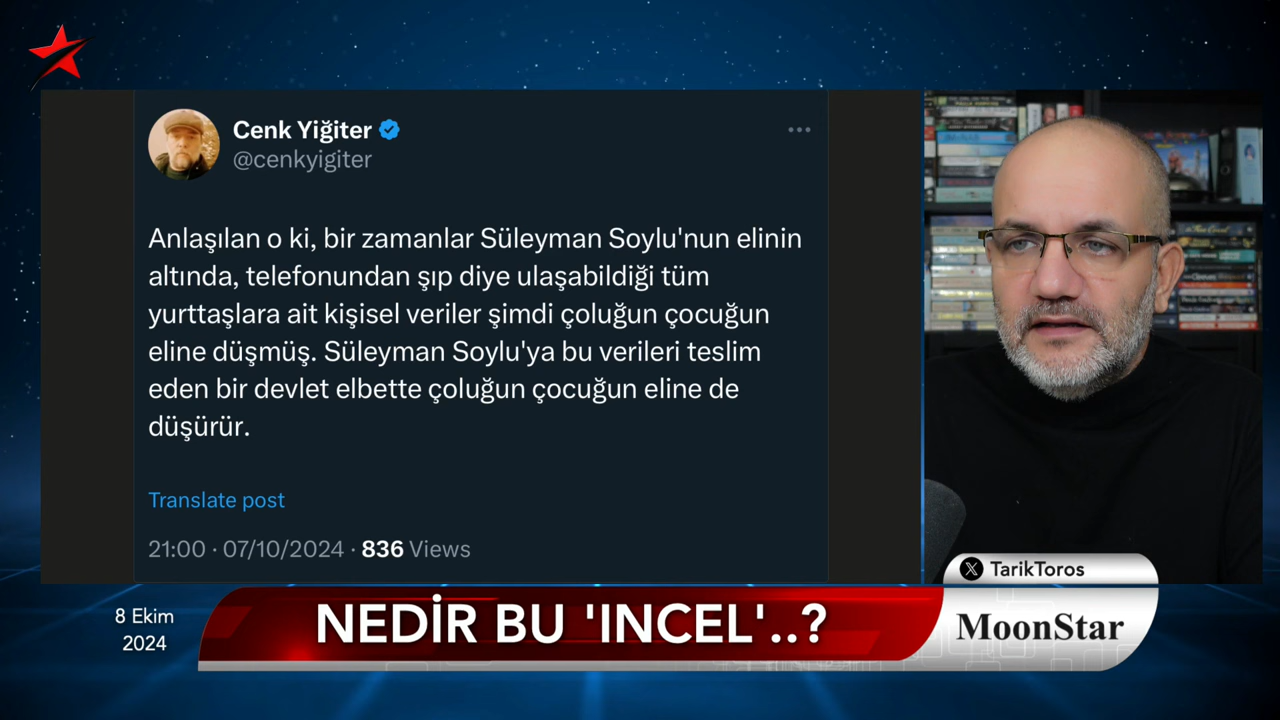 Cenk Yiğiter
@cenkyigiter
Anlaşılan o ki, bir zamanlar Süleyman Soylu'nun elinin
altında, telefonundan şıp diye ulaşabildiği tüm
yurttaşlara ait kişisel veriler şimdi çoluğun çocuğun
eline düşmüş. Süleyman Soylu'ya bu verileri teslim
eden bir devlet elbette çoluğun çocuğun eline de
düşürür.
Translate post
21:00 · 07/10/2024 · 836 Views
X TarikToros
8 Ekim
2024
NEDİR BU 'INCEL'..?
MoonStar